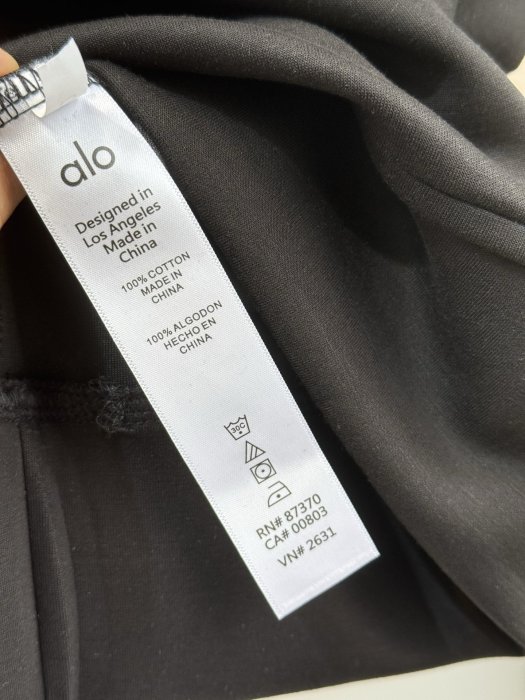 alo
Designed in
Los Angeles
Made in
China
100% COTTON
MADE IN
CHINA
100% ALGODON
HECHO EN
CHINA
30C
RN# 87370
CA# 00803
VN# 2631